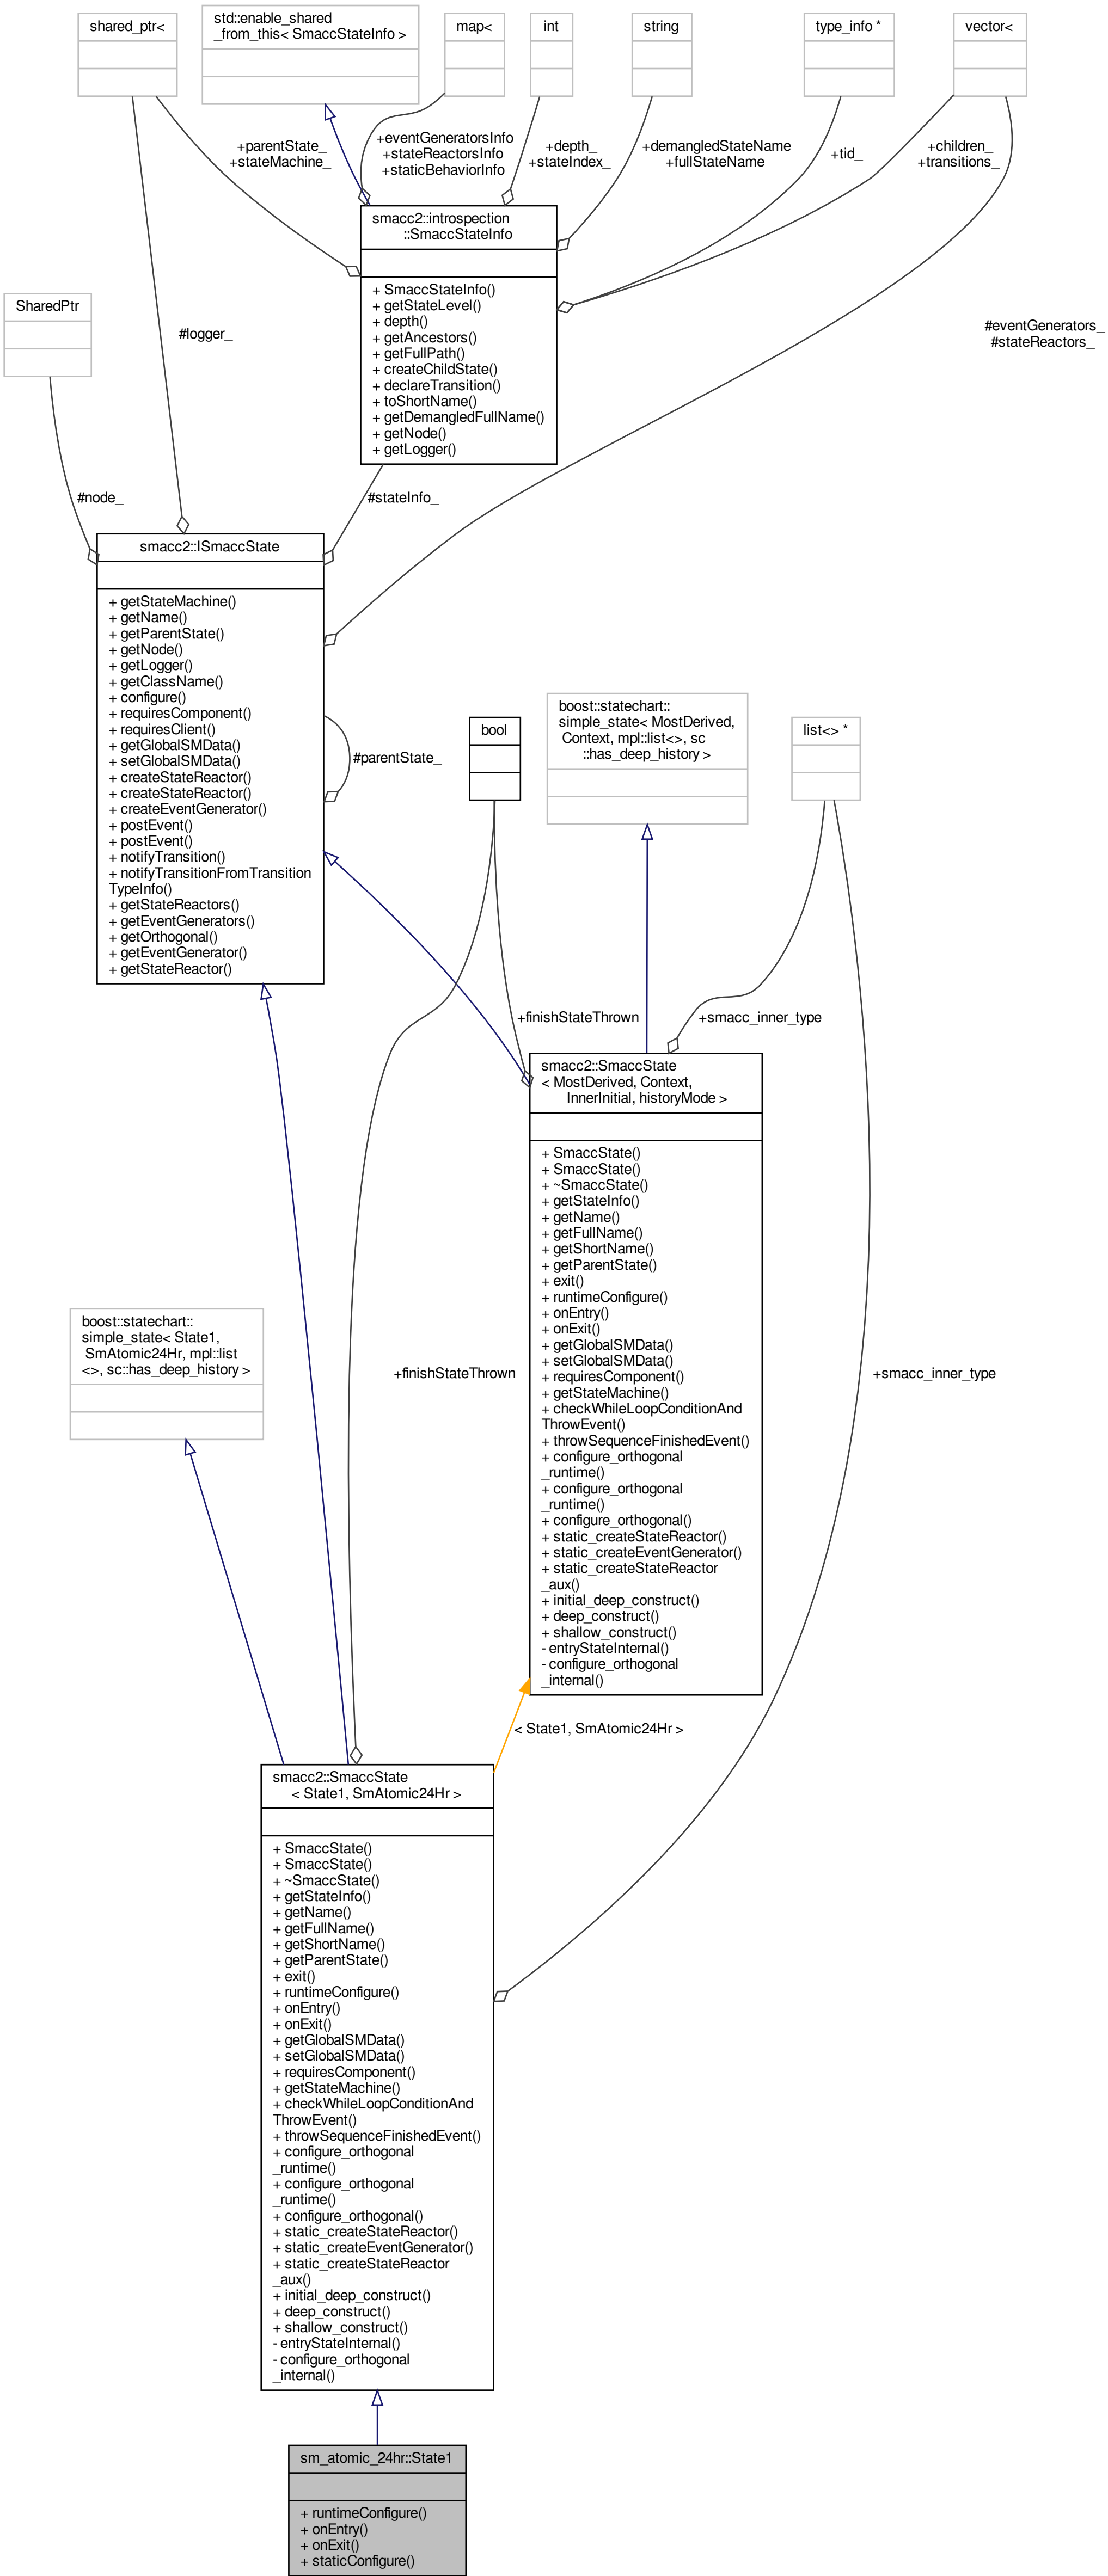 shared_ptr<
std::enable_shared
_from_this< SmaccStateInfo >
map<
int
string
type_info *
vector<
+parentState_
+stateMachine_
+eventGeneratorsInfo
+stateReactorsInfo
+staticBehaviorInfo
+depth_
+stateIndex_
+demangledStateName
+fullStateName
+tid_
+children_
+transitions_
smacc2::introspection
::SmaccStateInfo
+ SmaccStateInfo()
+ getStateLevel()
+ depth()
+ getAncestors()
+ getFullPath()
+ createChildState()
+ declareTransition()
+ toShortName()
+ getDemangledFullName()
+ getNode()
+ getLogger()
SharedPtr
#logger_
#eventGenerators_
#stateReactors_
#node_
#stateInfo_
smacc2::ISmaccState
+ getStateMachine()
+ getName()
+ getParentState()
+ getNode()
+ getLogger()
+ getClassName()
+ configure()
+ requiresComponent()
+ requiresClient()
+ getGlobalSMData()
+ setGlobalSMData()
+ createStateReactor()
+ createStateReactor()
+ createEventGenerator()
+ postEvent()
+ postEvent()
+ notifyTransition()
+ notifyTransitionFromTransition
TypeInfo()
+ getStateReactors()
+ getEventGenerators()
+ getOrthogonal()
+ getEventGenerator()
+ getStateReactor()
#parentState_
bool
boost::statechart::
simple_state< MostDerived,
Context, mpl::list<>, sc
::has_deep_history >
list<> *
+finishStateThrown
+smacc_inner_type
smacc2::SmaccState
< MostDerived, Context,
InnerInitial, historyMode >
+ SmaccState()
+ SmaccState()
+ ~SmaccState()
+ getStateInfo()
+ getName()
+ getFullName()
+ getShortName()
+ getParentState()
+ exit()
+ runtimeConfigure()
+ onEntry()
+ onExit()
+ getGlobalSMData()
+ setGlobalSMData()
+ requiresComponent()
+ getStateMachine()
+ checkWhileLoopConditionAnd
ThrowEvent()
+ throwSequenceFinishedEvent()
+ configure_orthogonal
_runtime()
+ configure_orthogonal
_runtime()
+ configure_orthogonal()
+ static_createStateReactor()
+ static_createEventGenerator()
+ static_createStateReactor
_aux()
+ initial_deep_construct()
+ deep_construct()
+ shallow_construct()
- entryStateInternal()
- configure_orthogonal
_internal()
boost::statechart::
simple_state< State1,
SmAtomic24Hr, mpl::list
<>, sc::has_deep_history >
+finishStateThrown
+smacc_inner_type
< State1, SmAtomic24Hr >
smacc2::SmaccState
< State1, SmAtomic24Hr >
+ SmaccState()
+ SmaccState()
+ ~SmaccState()
+ getStateInfo()
+ getName()
+ getFullName()
+ getShortName()
+ getParentState()
+ exit()
+ runtimeConfigure()
+ onEntry()
+ onExit()
+ getGlobalSMData()
+ setGlobalSMData()
+ requiresComponent()
+ getStateMachine()
+ checkWhileLoopConditionAnd
ThrowEvent()
+ throwSequenceFinishedEvent()
+ configure_orthogonal
_runtime()
+ configure_orthogonal
_runtime()
+ configure_orthogonal()
+ static_createStateReactor()
+ static_createEventGenerator()
+ static_createStateReactor
_aux()
+ initial_deep_construct()
+ deep_construct()
+ shallow_construct()
- entryStateInternal()
- configure_orthogonal
_internal()
sm_atomic_24hr::State1
+ runtimeConfigure()
+ onEntry()
+ onExit()
+ staticConfigure()